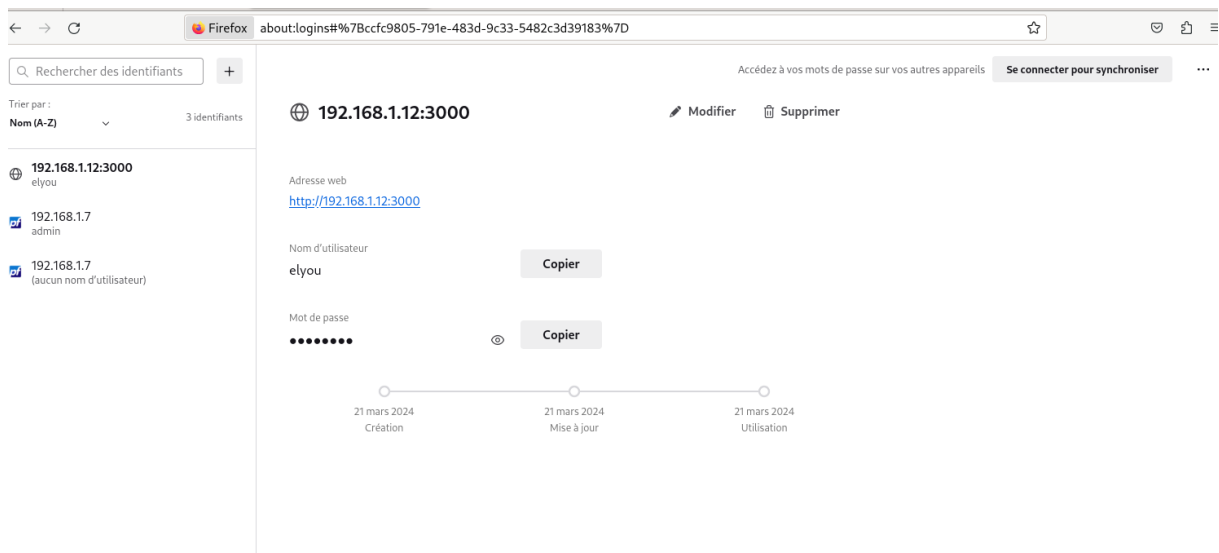 Firefox about:logins#%7Bccfc9805-791e-483d-9c33-5482c3d39183%7D
Rechercher des identifiants
+
Accédez à vos mots de passe sur vos autres appareils
Se connecter pour synchroniser
Trier par :
Nom (A-Z)
3 identifiants
192.168.1.12:3000
elyou
192.168.1.7
admin
192.168.1.7
(aucun nom d'utilisateur)
192.168.1.12:3000
Modifier
Supprimer
Adresse web
http://192.168.1.12:3000
Nom d'utilisateur
elyou
Copier
Mot de passe
••••••••
Copier
21 mars 2024
Création
21 mars 2024
Mise à jour
21 mars 2024
Utilisation